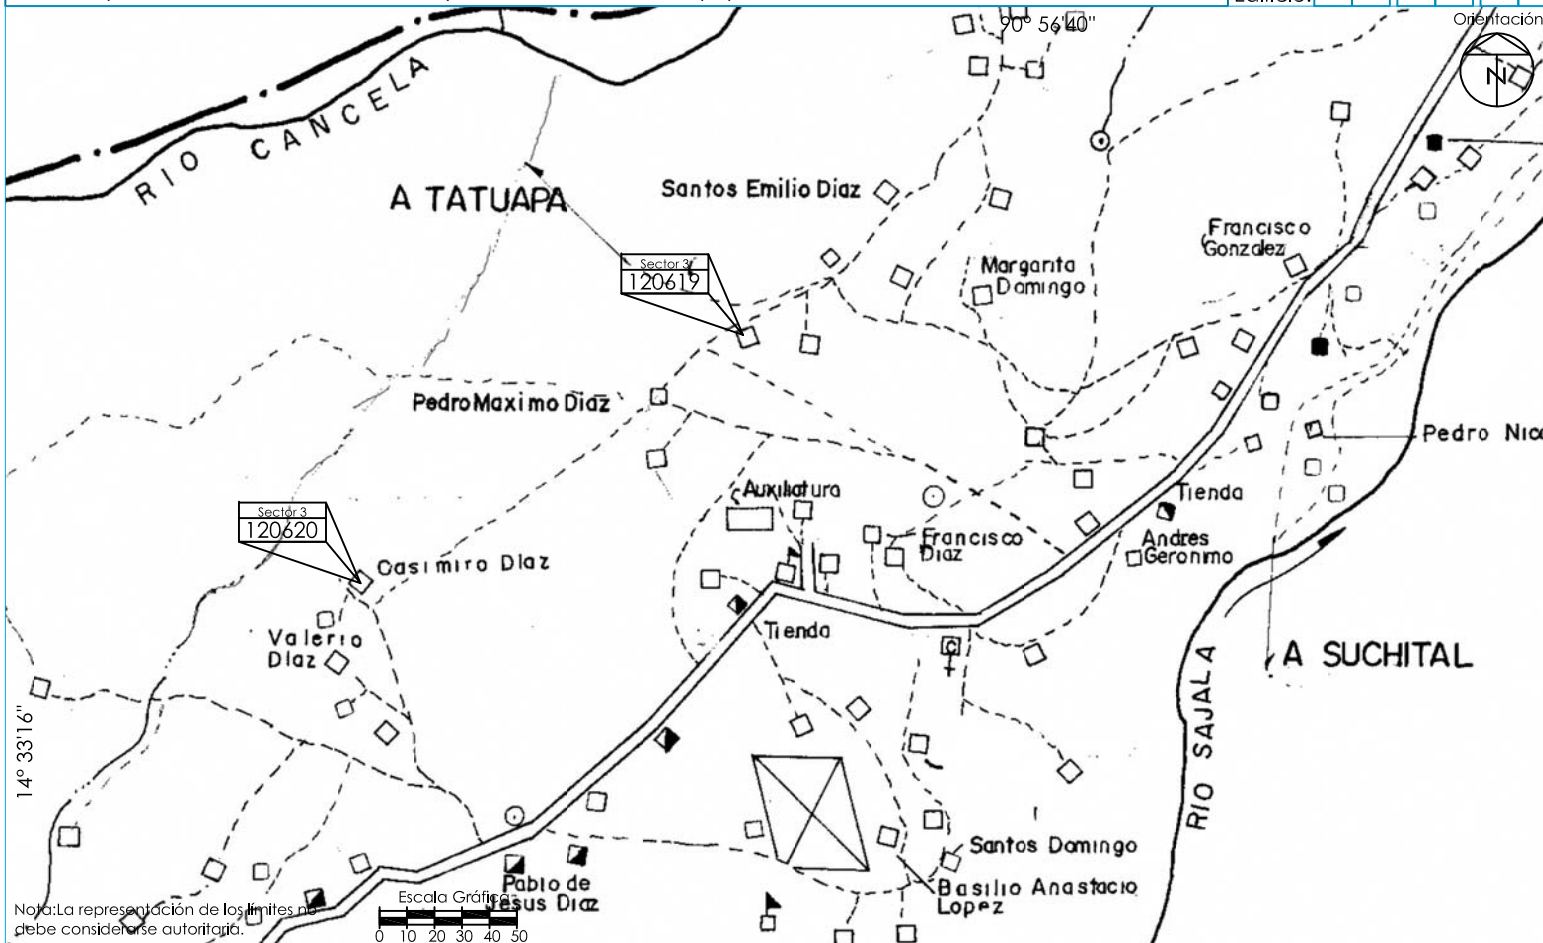 Edificio:
90° 56'40"
Orientación
N
RIO CANCELA
A TATUAPA
Santos Emilio Diaz
Francisco
Gonzalez
Sector 3
120619
Margarita
Domingo
Pedro Maximo Diaz
Pedro Nico
Auxiliatura
Tienda
Sector 3
120620
Francisco
Diaz
Andres
Geronimo
Casimiro Diaz
Valerio
Diaz
Tienda
C
A SUCHITAL
RIO SAJALA
14° 33'16"
Santos Domingo
Pablo de
Jesus Diaz
Basilio Anastacio
Lopez
Escala Gráfica
0 10 20 30 40 50
Nota:La representación de los límites no
debe considerarse autoritaria.